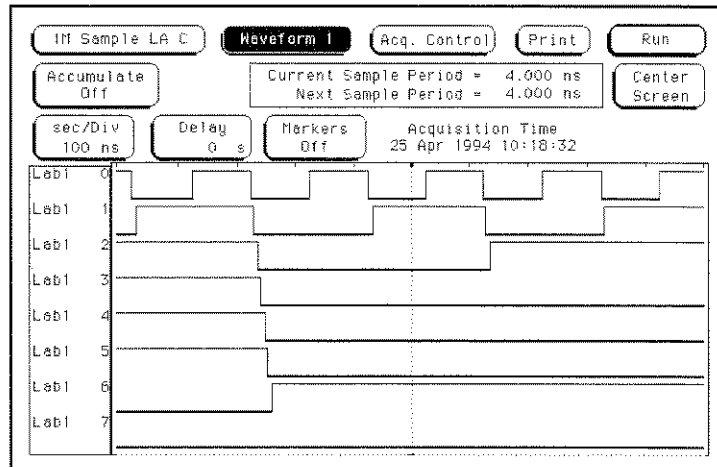 1M Sample LA C Waveform 1 Acq. Control Print Run
Accumulate Off
Current Sample Period = 4.000 ns
Next Sample Period = 4.000 ns
Center Screen
sec/Div 100 ns
Delay 0 s
Markers Off
Acquisition Time
25 Apr 1994 10:18:32
Lab1 0
Lab1 1
Lab1 2
Lab1 3
Lab1 4
Lab1 5
Lab1 6
Lab1 7